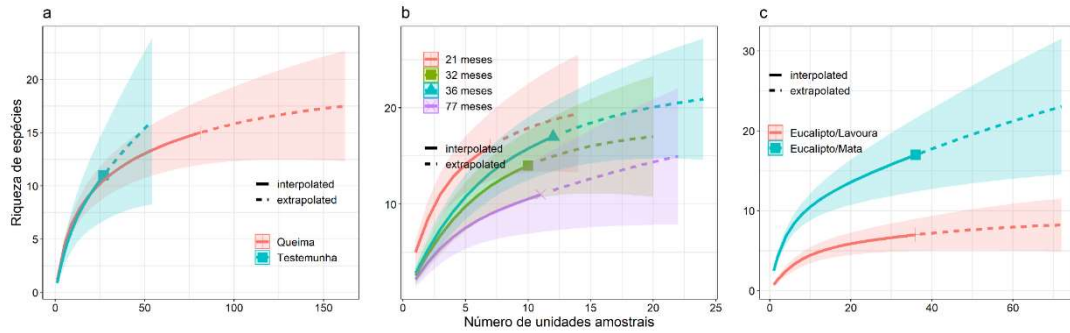 a
Riqueza de espécies
20
15
10
5
0
interpolated
extrapolated
Queima
Testemunha
0
50
100
150
b
20
10
21 meses
32 meses
36 meses
77 meses
interpolated
extrapolated
0
5
10
15
20
25
Número de unidades amostrais
c
30
20
10
0
interpolated
extrapolated
Eucalipto/Lavoura
Eucalipto/Mata
0
20
40
60